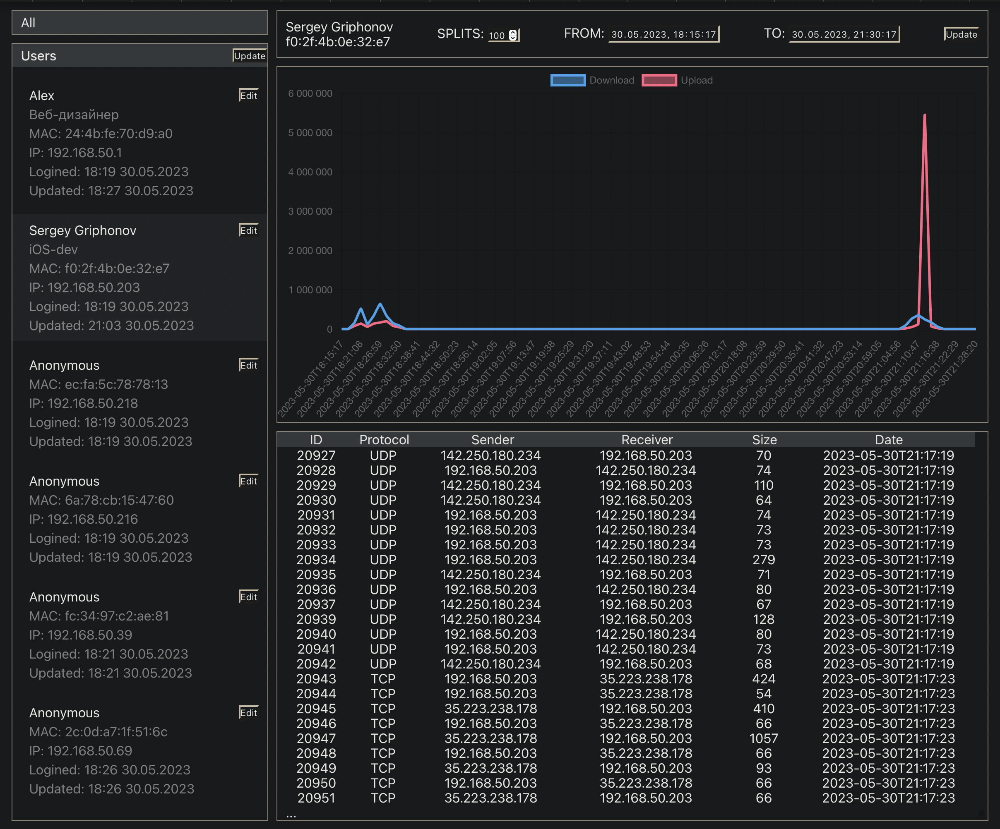 All
Users
Update
Alex
Edit
Веб-дизайнер
MAC: 24:4b:fe:70:d9:a0
IP: 192.168.50.1
Logined: 18:19 30.05.2023
Updated: 18:27 30.05.2023
Sergey Griphonov
Edit
iOS-dev
MAC: f0:2f:4b:0e:32:e7
IP: 192.168.50.203
Logined: 18:19 30.05.2023
Updated: 21:03 30.05.2023
Anonymous
Edit
MAC: ec:fa:5c:78:78:13
IP: 192.168.50.218
Logined: 18:19 30.05.2023
Updated: 18:19 30.05.2023
Anonymous
Edit
MAC: 6a:78:cb:15:47:60
IP: 192.168.50.216
Logined: 18:19 30.05.2023
Updated: 18:19 30.05.2023
Anonymous
Edit
MAC: fc:34:97:c2:ae:81
IP: 192.168.50.39
Logined: 18:21 30.05.2023
Updated: 18:21 30.05.2023
Anonymous
Edit
MAC: 2c:0d:a7:1f:51:6c
IP: 192.168.50.69
Logined: 18:26 30.05.2023
Updated: 18:26 30.05.2023
Sergey Griphonov
f0:2f:4b:0e:32:e7
SPLITS: 100
FROM: 30.05.2023, 18:15:17
TO: 30.05.2023, 21:30:17
Update
Download
Upload
6 000 000
5 000 000
4 000 000
3 000 000
2 000 000
1 000 000
0
2023-05-30T18:15:17
2023-05-30T18:21:08
2023-05-30T18:26:59
2023-05-30T18:32:50
2023-05-30T18:38:41
2023-05-30T18:44:32
2023-05-30T18:50:23
2023-05-30T18:56:14
2023-05-30T19:02:05
2023-05-30T19:07:56
2023-05-30T19:13:47
2023-05-30T19:19:38
2023-05-30T19:25:29
2023-05-30T19:31:20
2023-05-30T19:37:11
2023-05-30T19:43:02
2023-05-30T19:48:53
2023-05-30T19:54:44
2023-05-30T20:00:35
2023-05-30T20:06:26
2023-05-30T20:12:17
2023-05-30T20:18:08
2023-05-30T20:23:59
2023-05-30T20:29:50
2023-05-30T20:35:41
2023-05-30T20:41:32
2023-05-30T20:47:23
2023-05-30T20:53:14
2023-05-30T20:59:05
2023-05-30T21:04:56
2023-05-30T21:10:47
2023-05-30T21:16:38
2023-05-30T21:22:29
2023-05-30T21:28:20
ID Protocol Sender Receiver Size Date
20927 UDP 142.250.180.234 192.168.50.203 70 2023-05-30T21:17:19
20928 UDP 192.168.50.203 142.250.180.234 74 2023-05-30T21:17:19
20929 UDP 142.250.180.234 192.168.50.203 110 2023-05-30T21:17:19
20930 UDP 142.250.180.234 192.168.50.203 64 2023-05-30T21:17:19
20931 UDP 192.168.50.203 142.250.180.234 74 2023-05-30T21:17:19
20932 UDP 192.168.50.203 142.250.180.234 73 2023-05-30T21:17:19
20933 UDP 192.168.50.203 142.250.180.234 73 2023-05-30T21:17:19
20934 UDP 192.168.50.203 142.250.180.234 279 2023-05-30T21:17:19
20935 UDP 142.250.180.234 192.168.50.203 71 2023-05-30T21:17:19
20936 UDP 192.168.50.203 142.250.180.234 80 2023-05-30T21:17:19
20937 UDP 142.250.180.234 192.168.50.203 67 2023-05-30T21:17:19
20939 UDP 142.250.180.234 192.168.50.203 128 2023-05-30T21:17:19
20940 UDP 192.168.50.203 142.250.180.234 80 2023-05-30T21:17:19
20941 UDP 192.168.50.203 142.250.180.234 73 2023-05-30T21:17:19
20942 UDP 142.250.180.234 192.168.50.203 68 2023-05-30T21:17:19
20943 TCP 192.168.50.203 35.223.238.178 424 2023-05-30T21:17:23
20944 TCP 192.168.50.203 35.223.238.178 54 2023-05-30T21:17:23
20945 TCP 35.223.238.178 192.168.50.203 410 2023-05-30T21:17:23
20946 TCP 192.168.50.203 35.223.238.178 66 2023-05-30T21:17:23
20947 TCP 35.223.238.178 192.168.50.203 1057 2023-05-30T21:17:23
20948 TCP 192.168.50.203 35.223.238.178 66 2023-05-30T21:17:23
20949 TCP 35.223.238.178 192.168.50.203 93 2023-05-30T21:17:23
20950 TCP 192.168.50.203 35.223.238.178 66 2023-05-30T21:17:23
20951 TCP 35.223.238.178 192.168.50.203 66 2023-05-30T21:17:23
...